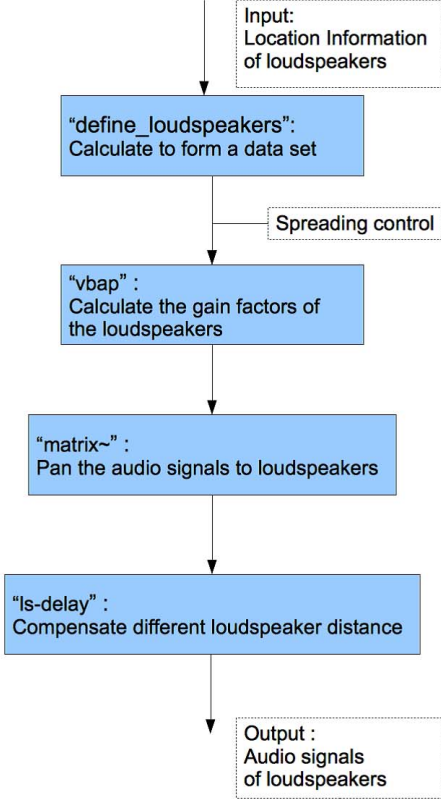 Input:
Location Information
of loudspeakers
“define_loudspeakers”:
Calculate to form a data set
Spreading control
“vbap” :
Calculate the gain factors of
the loudspeakers
“matrix~” :
Pan the audio signals to loudspeakers
“ls-delay” :
Compensate different loudspeaker distance
Output :
Audio signals
of loudspeakers